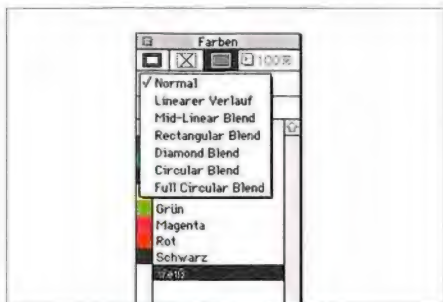 Farben
100%
✓ Normal
Linearer Verlauf
Mid-Linear Blend
Rectangular Blend
Diamond Blend
Circular Blend
Full Circular Blend
Grün
Magenta
Rot
Schwarz
Weiß